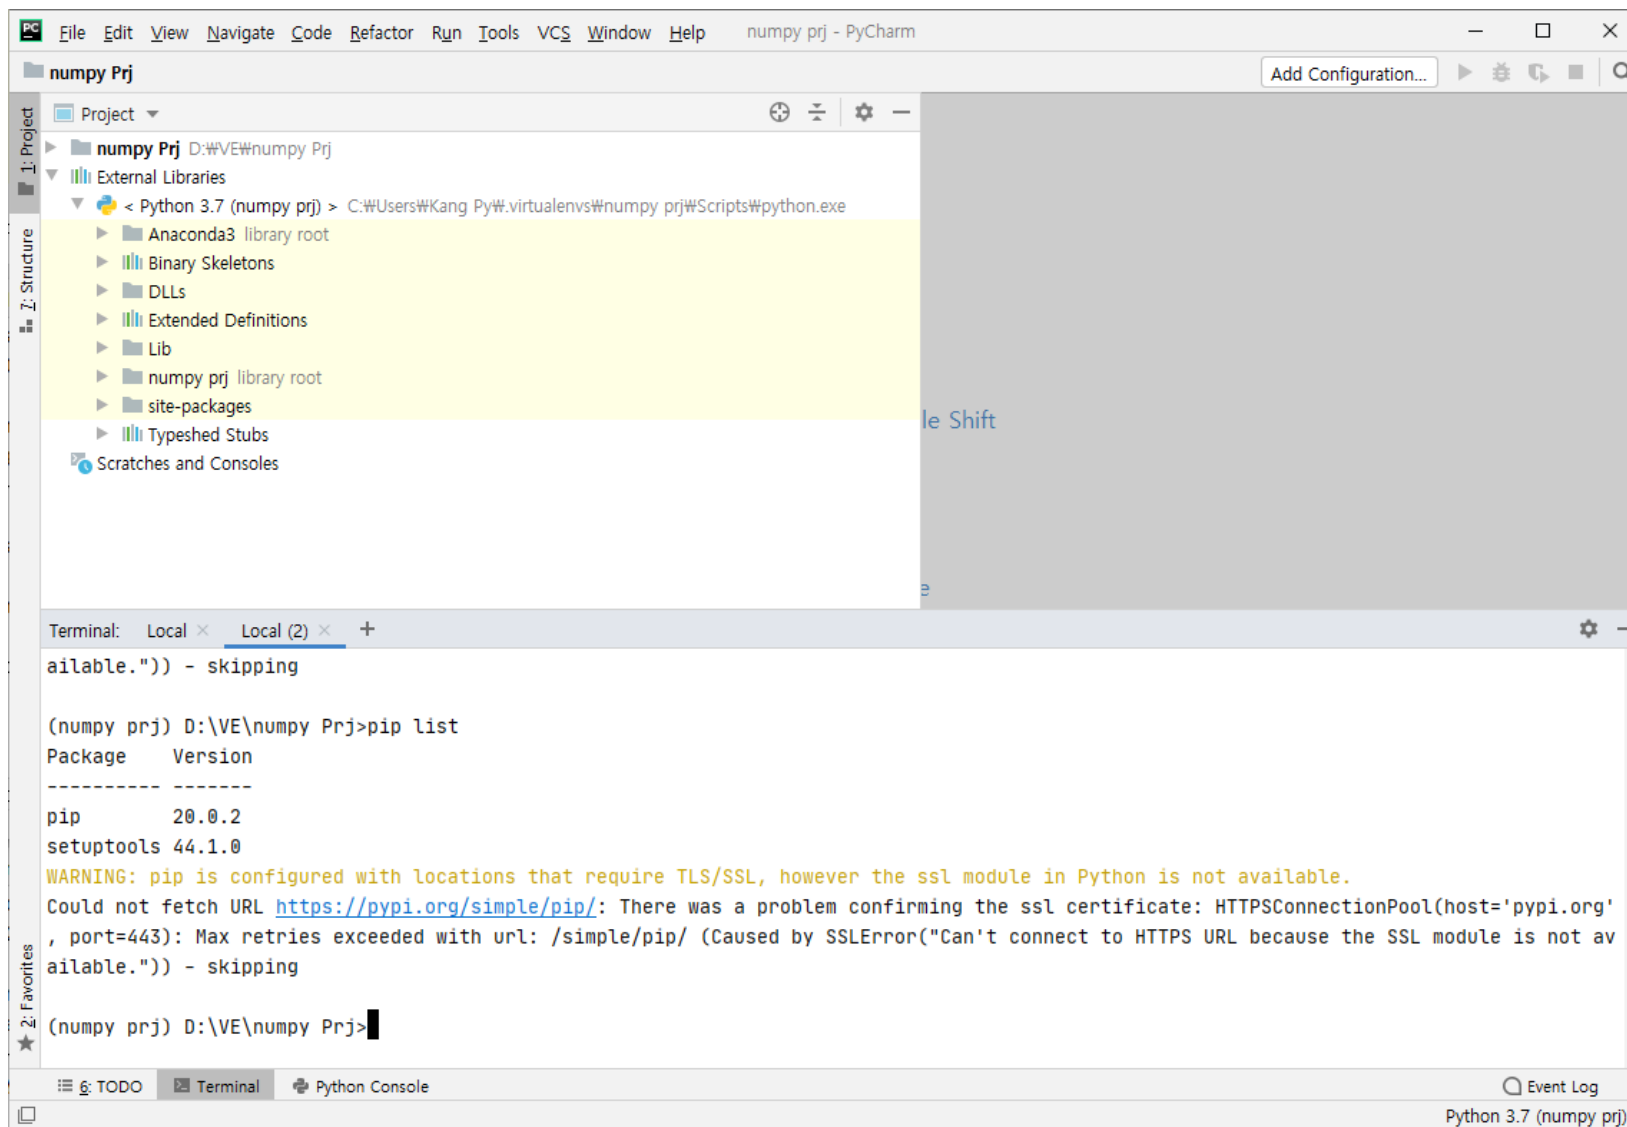 PC File Edit View Navigate Code Refactor Run Tools VCS Window Help numpy prj - PyCharm
numpy Prj Add Configuration...
1: Project
Project
numpy Prj D:₩VE₩numpy Prj
External Libraries
< Python 3.7 (numpy prj) > C:₩Users₩Kang Py₩.virtualenvs₩numpy prj₩Scripts₩python.exe
Anaconda3 library root
Binary Skeletons
DLLs
Extended Definitions
Lib
numpy prj library root
site-packages
Typeshed Stubs
Scratches and Consoles
7: Structure
le Shift
e
Terminal: Local Local (2)
ailable.")) - skipping
(numpy prj) D:\VE\numpy Prj>pip list
Package Version
---------- -------
pip 20.0.2
setuptools 44.1.0
WARNING: pip is configured with locations that require TLS/SSL, however the ssl module in Python is not available.
Could not fetch URL https://pypi.org/simple/pip/: There was a problem confirming the ssl certificate: HTTPSConnectionPool(host='pypi.org'
, port=443): Max retries exceeded with url: /simple/pip/ (Caused by SSLError("Can't connect to HTTPS URL because the SSL module is not av
ailable.")) - skipping
(numpy prj) D:\VE\numpy Prj>
2: Favorites
6: TODO Terminal Python Console Event Log
Python 3.7 (numpy prj)